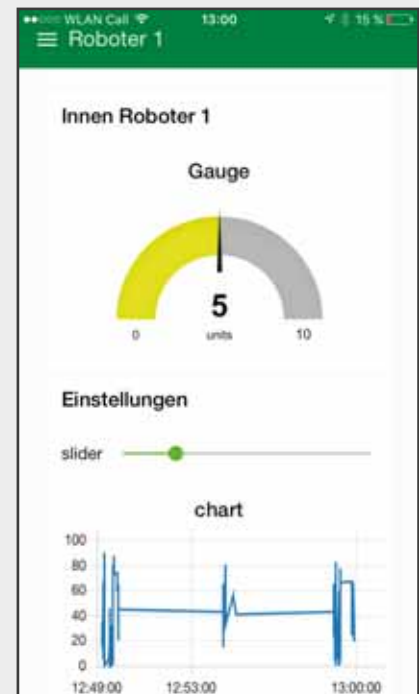 WLAN Call 13:00 15 %
Roboter 1
Innen Roboter 1
Gauge
5
0 units 10
Einstellungen
slider
chart
100
80
60
40
20
0
12:49:00 12:53:00 13:00:00